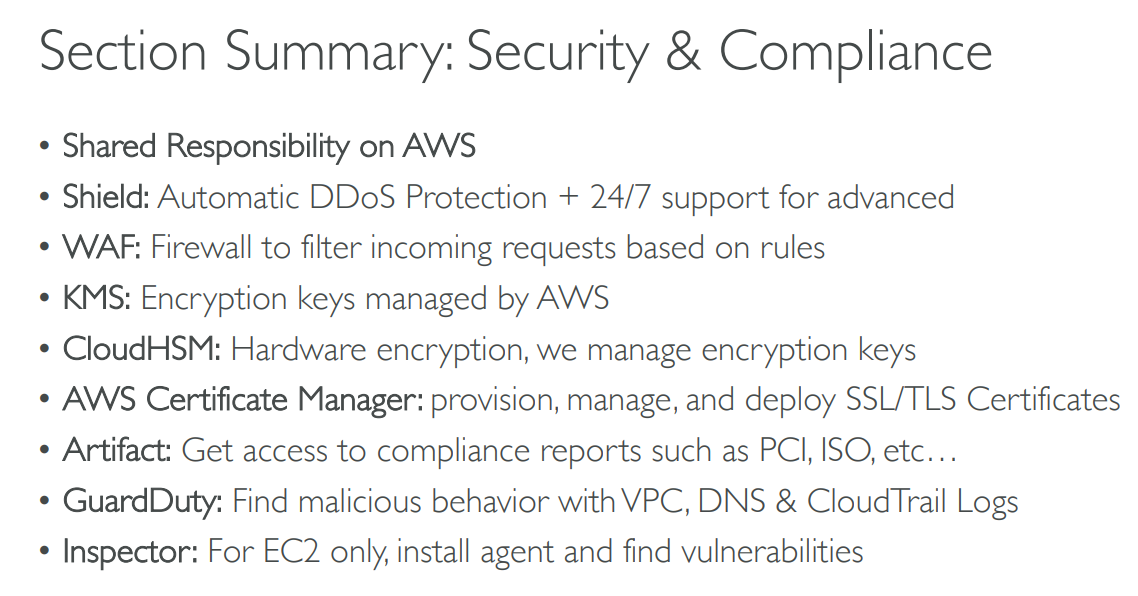 Section Summary: Security & Compliance
• Shared Responsibility on AWS
• Shield: Automatic DDoS Protection + 24/7 support for advanced
• WAF: Firewall to filter incoming requests based on rules
• KMS: Encryption keys managed by AWS
• CloudHSM: Hardware encryption, we manage encryption keys
• AWS Certificate Manager: provision, manage, and deploy SSL/TLS Certificates
• Artifact: Get access to compliance reports such as PCI, ISO, etc…
• GuardDuty: Find malicious behavior with VPC, DNS & CloudTrail Logs
• Inspector: For EC2 only, install agent and find vulnerabilities